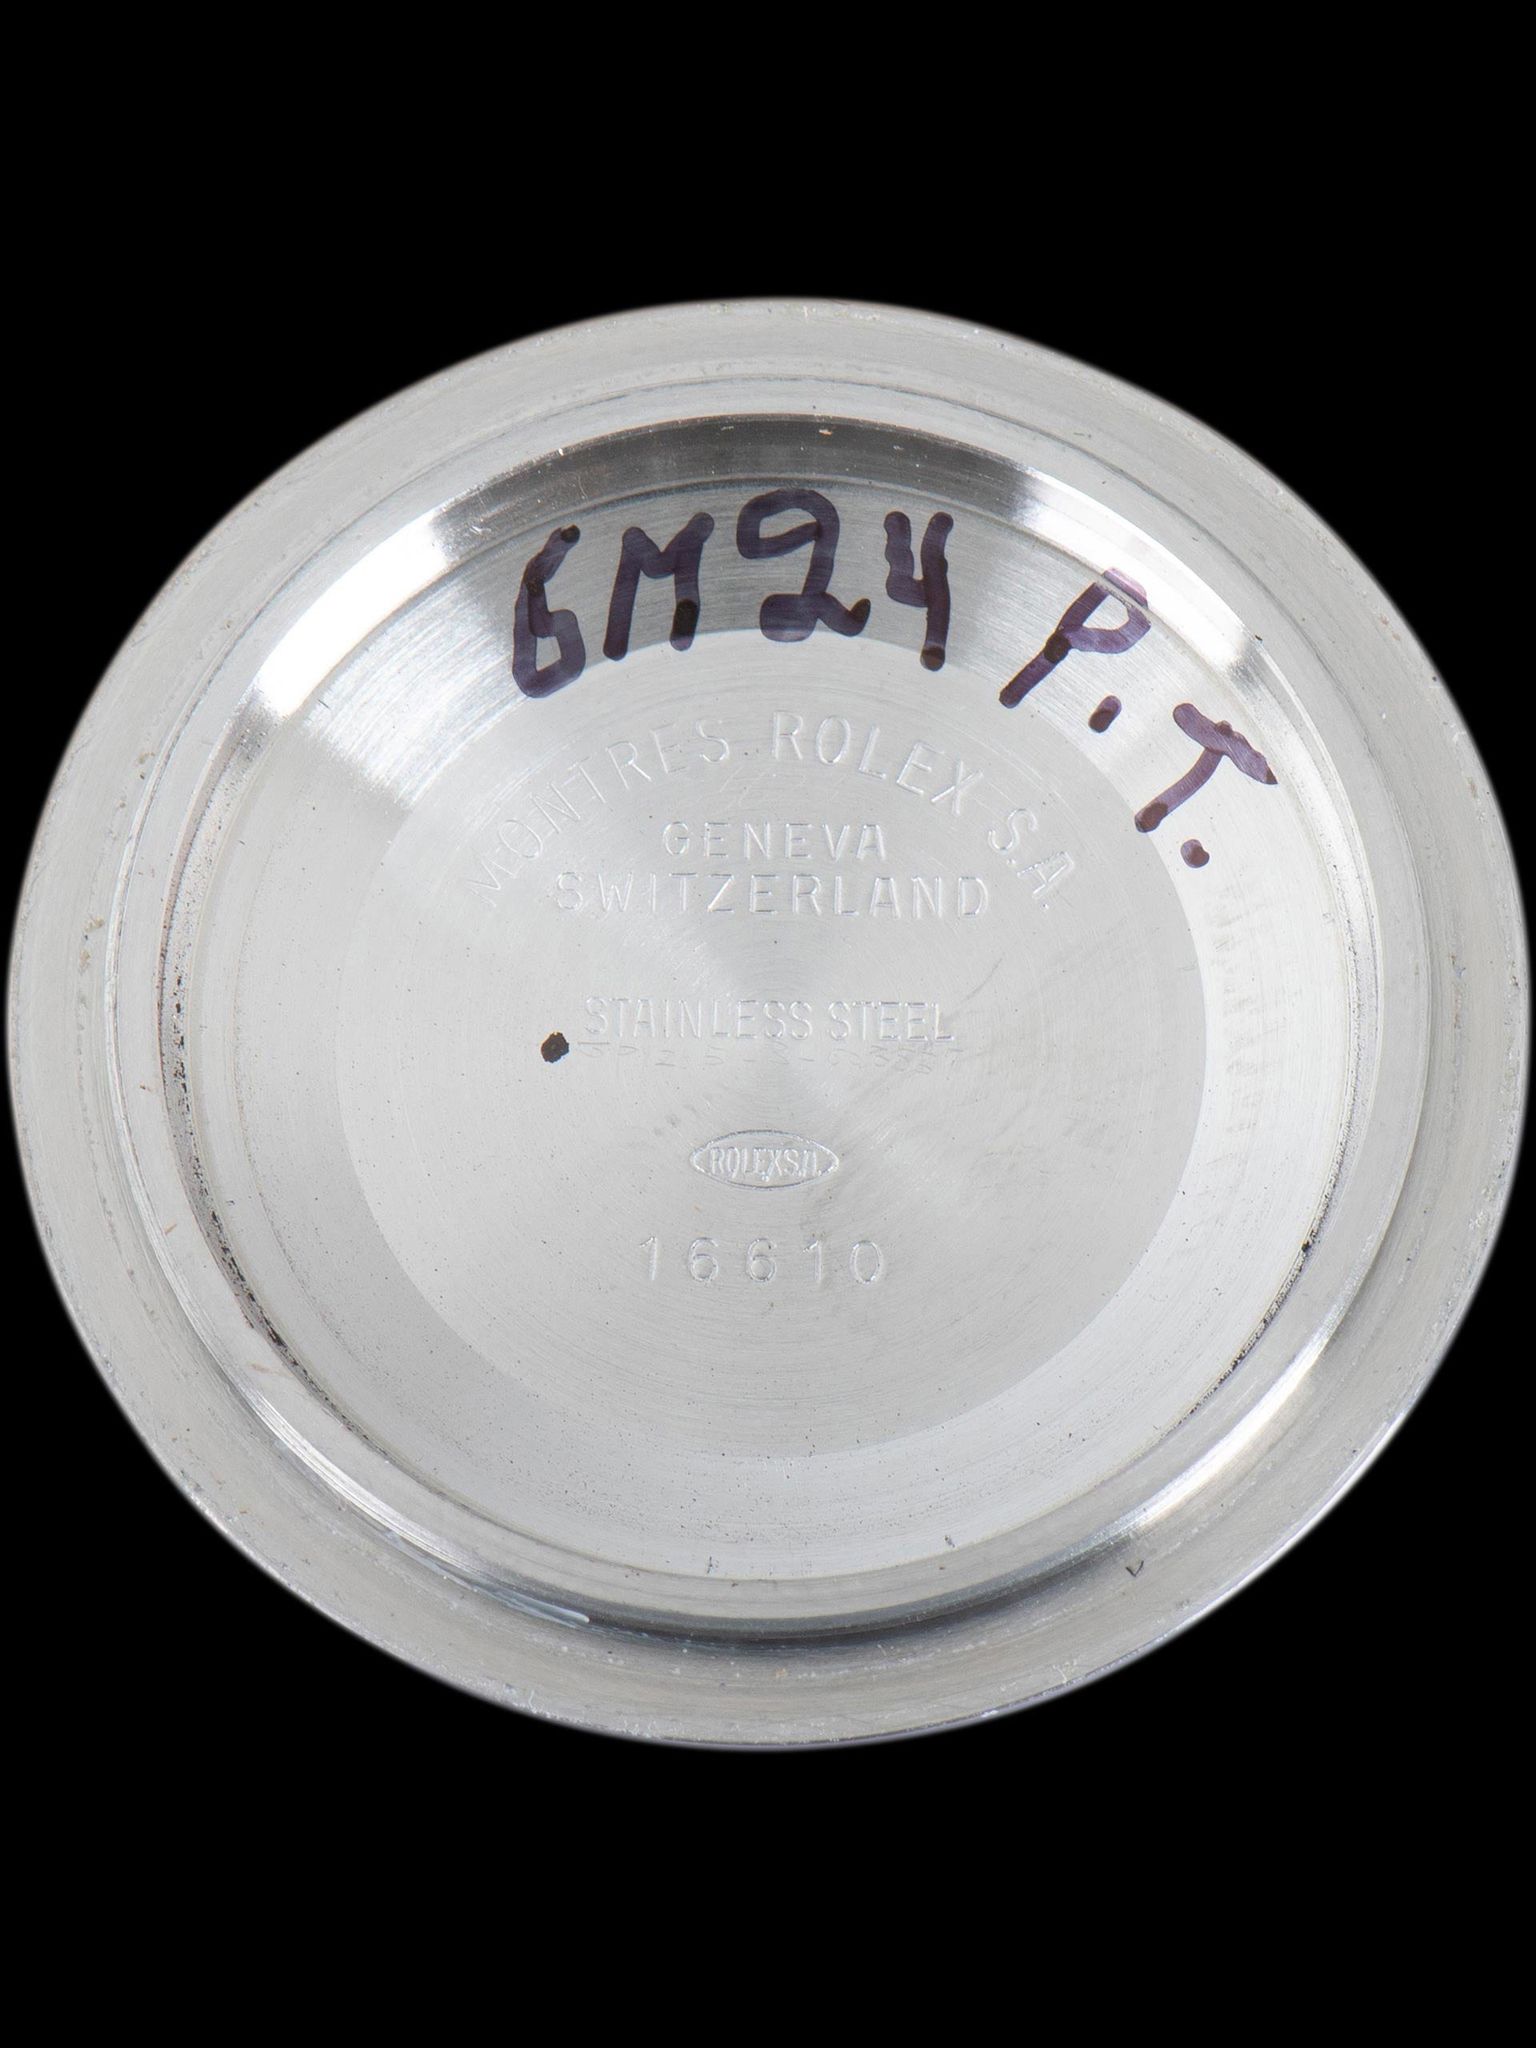 6M24 P.T.
MONTRES ROLEX S.A.
GENEVA
SWITZERLAND
STAINLESS STEEL
ROLEX S.A.
16610